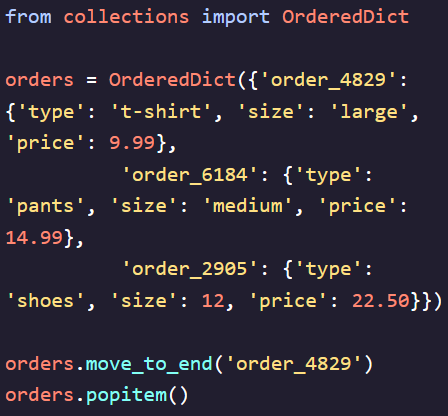 from collections import OrderedDict

orders = OrderedDict({'order_4829':
{'type': 't-shirt', 'size': 'large',
'price': 9.99},
          'order_6184': {'type':
'pants', 'size': 'medium', 'price':
14.99},
          'order_2905': {'type':
'shoes', 'size': 12, 'price': 22.50}})

orders.move_to_end('order_4829')
orders.popitem()